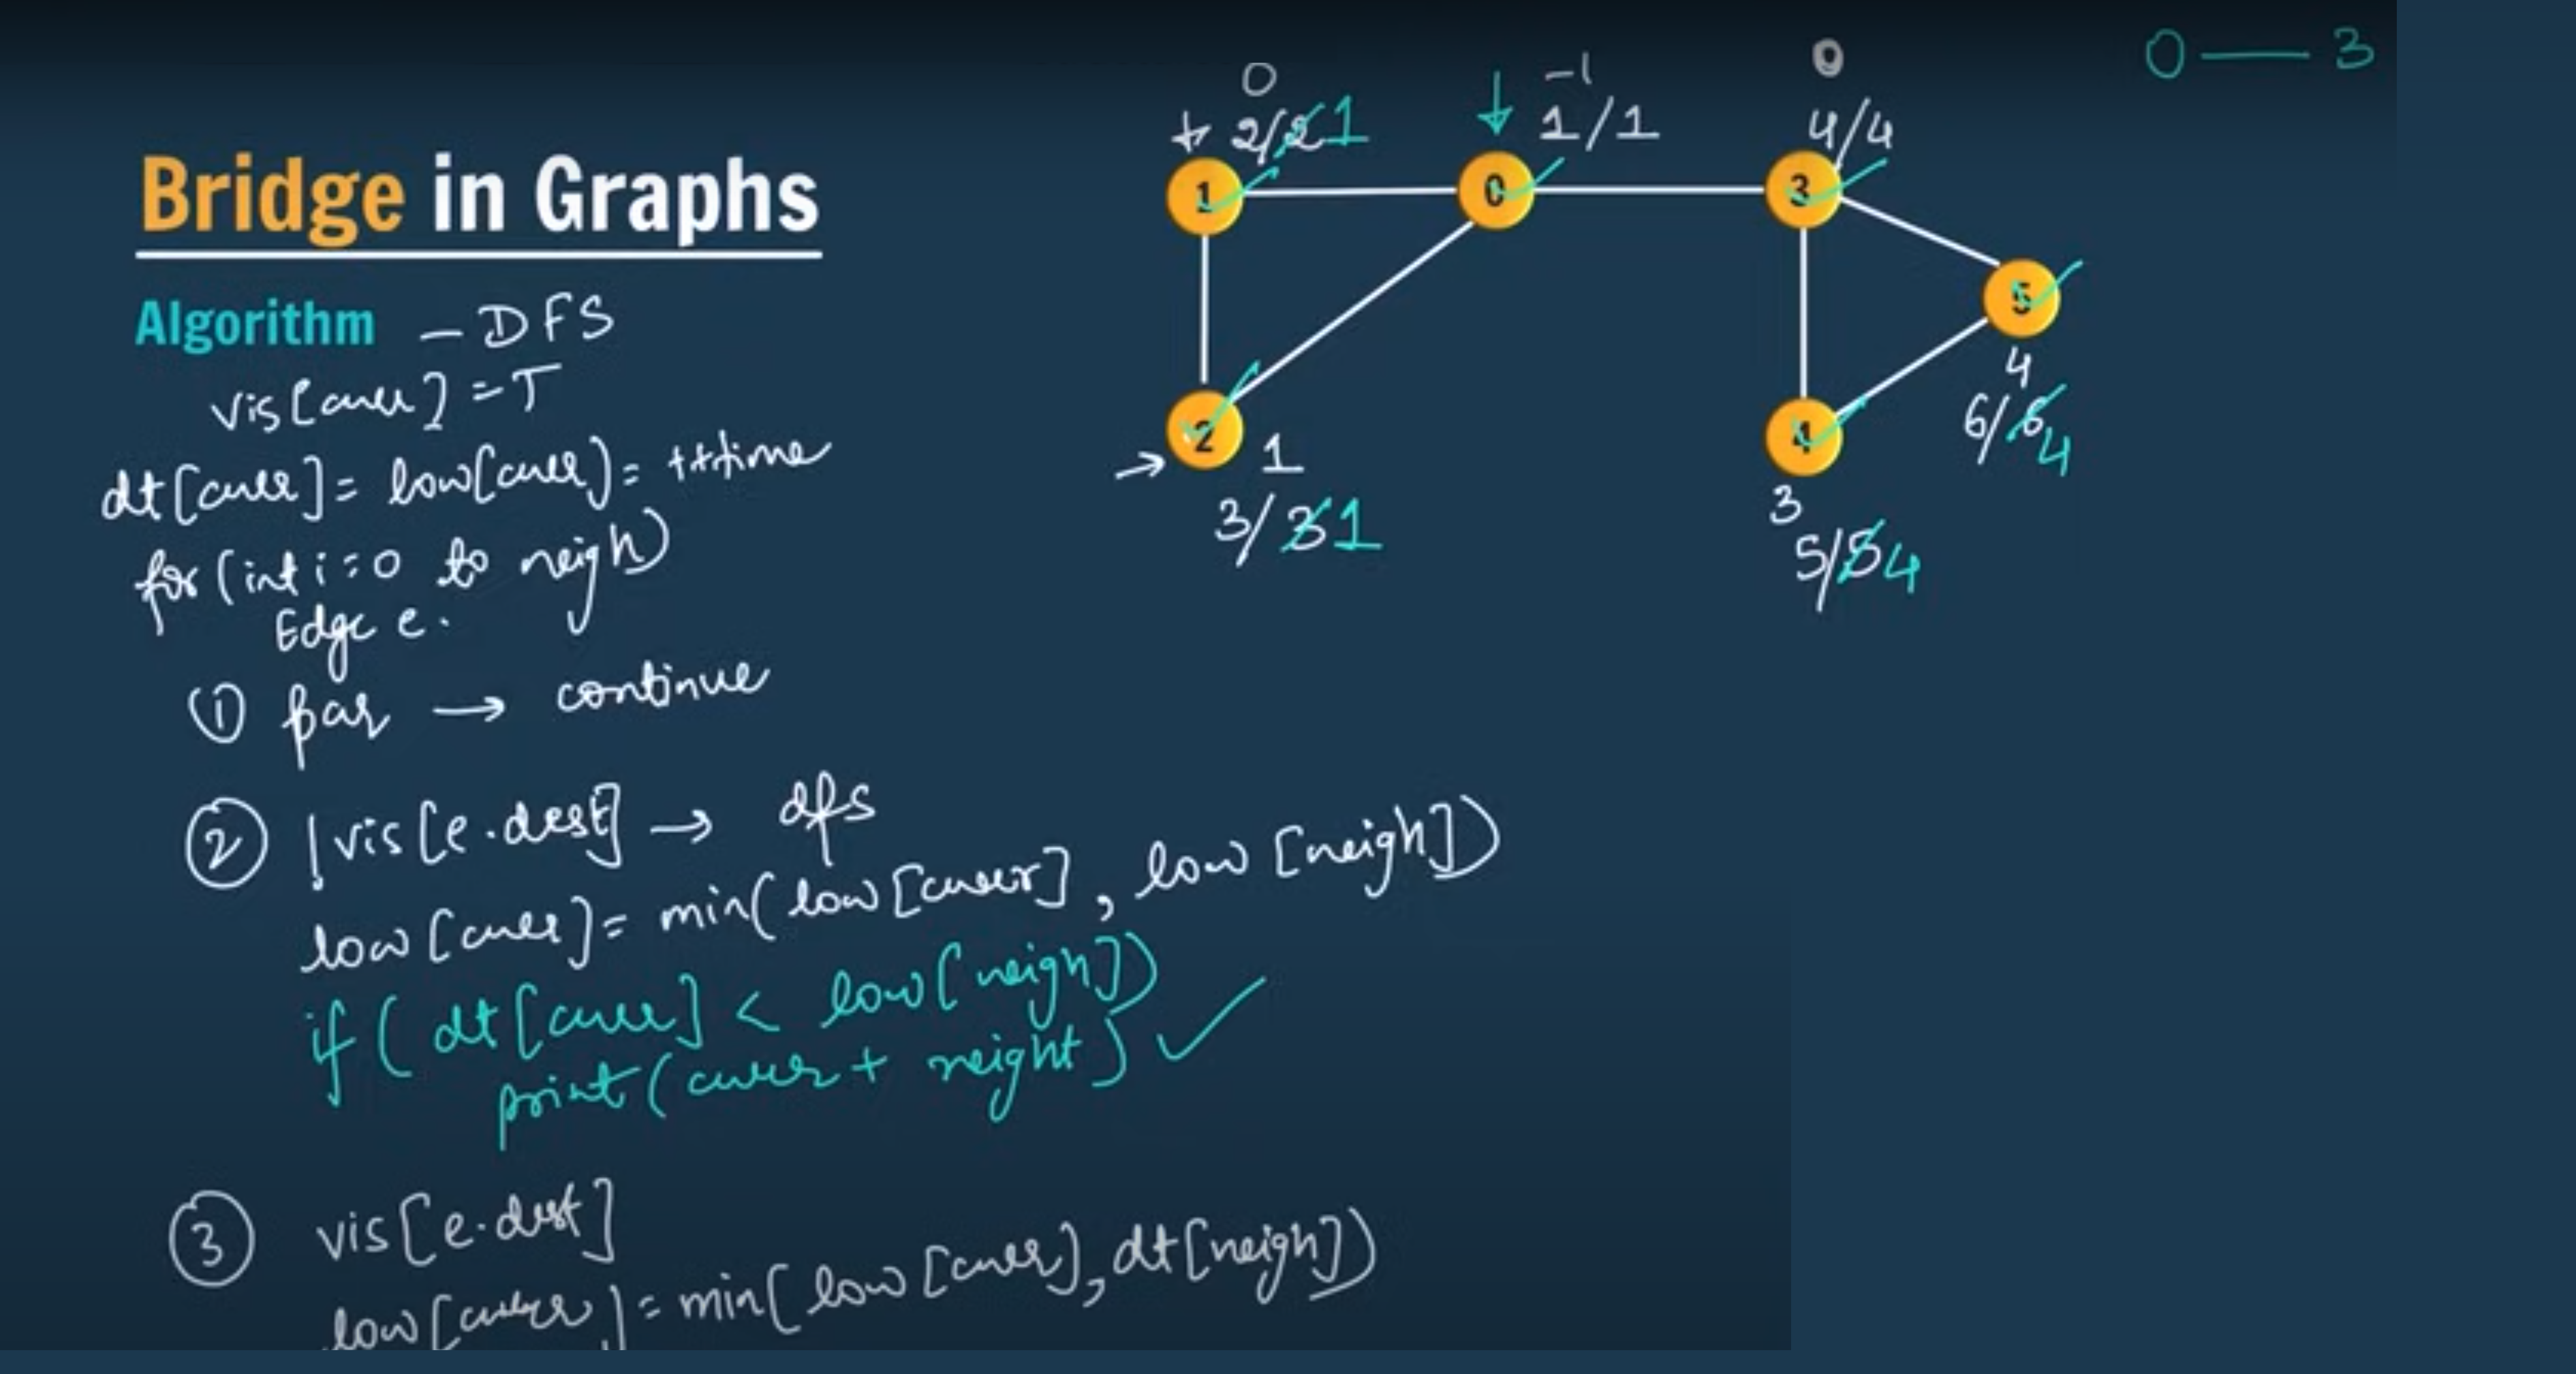 Bridge in Graphs
Algorithm - DFS
vis[curr] = T
dt[curr] = low[curr] = ++time
for (int i=0 to neigh)
Edge e.
① par → continue
② !vis[e.dest] → dfs
low[curr] = min(low[curr], low[neigh])
if (dt[curr] < low[neigh])
print(curr + neight) ✓
③ vis[e.dest]
low[curr] = min(low[curr], dt[neigh])
0 — 3
0
2/2 1
-1
1/1
0
4/4
1
0
3
5
4
6/6 4
2
1
3/3 1
4
3
5/5 4